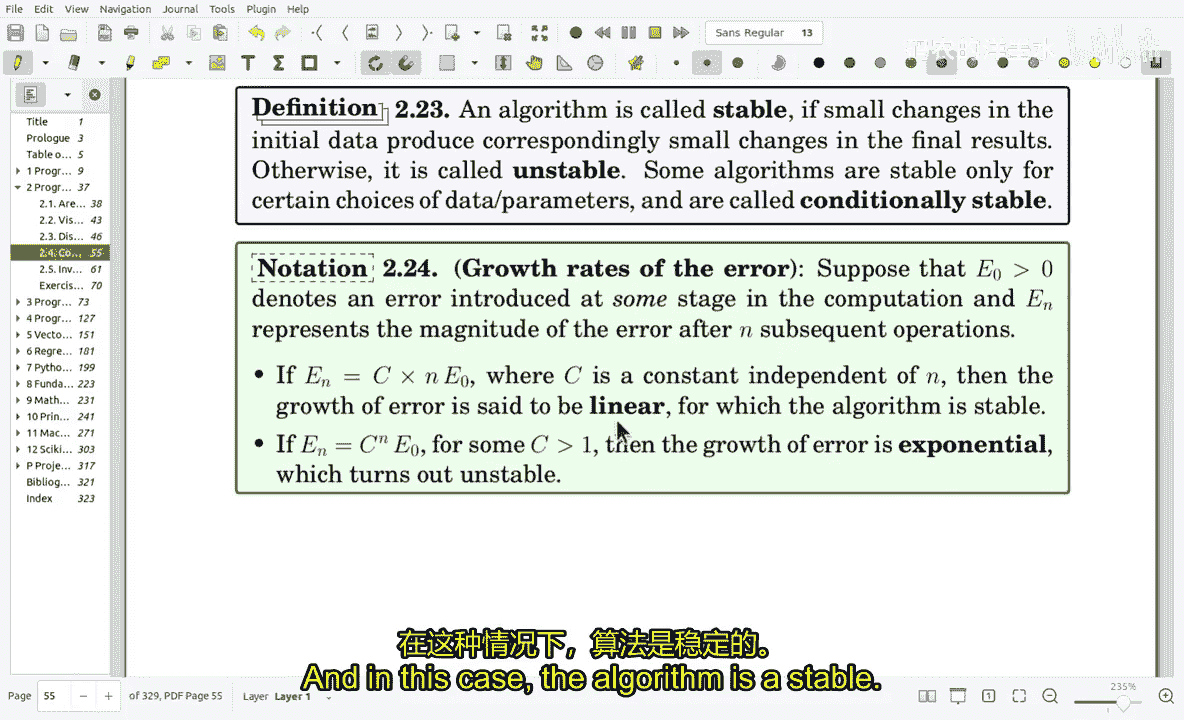 File Edit View Navigation Journal Tools Plugin Help
Sans Regular 13
Title 1
Prologue 3
Table o... 5
1 Progr... 9
2 Progr... 37
2.1. Are... 38
2.2. Vis... 43
2.3. Dis... 46
2.4. Co... 55
2.5. Inv... 61
Exercis... 70
3 Progr... 73
4 Progr... 127
5 Vecto... 151
6 Regre... 181
7 Pytho... 199
8 Funda... 223
9 Math... 231
10 Prin... 241
11 Mac... 271
12 Sciki... 303
P Proje... 317
Bibliog... 321
Index 323
Definition 2.23. An algorithm is called stable, if small changes in the
initial data produce correspondingly small changes in the final results.
Otherwise, it is called unstable. Some algorithms are stable only for
certain choices of data/parameters, and are called conditionally stable.
Notation 2.24. (Growth rates of the error): Suppose that E₀ > 0
denotes an error introduced at some stage in the computation and Eₙ
represents the magnitude of the error after n subsequent operations.
• If Eₙ = C × n E₀, where C is a constant independent of n, then the
growth of error is said to be linear, for which the algorithm is stable.
• If Eₙ = Cⁿ E₀, for some C > 1, then the growth of error is exponential,
which turns out unstable.
在这种情况下，算法是稳定的。
And in this case, the algorithm is a stable.
Page 55 − + of 329, PDF Page 55 Layer Layer 1 235%